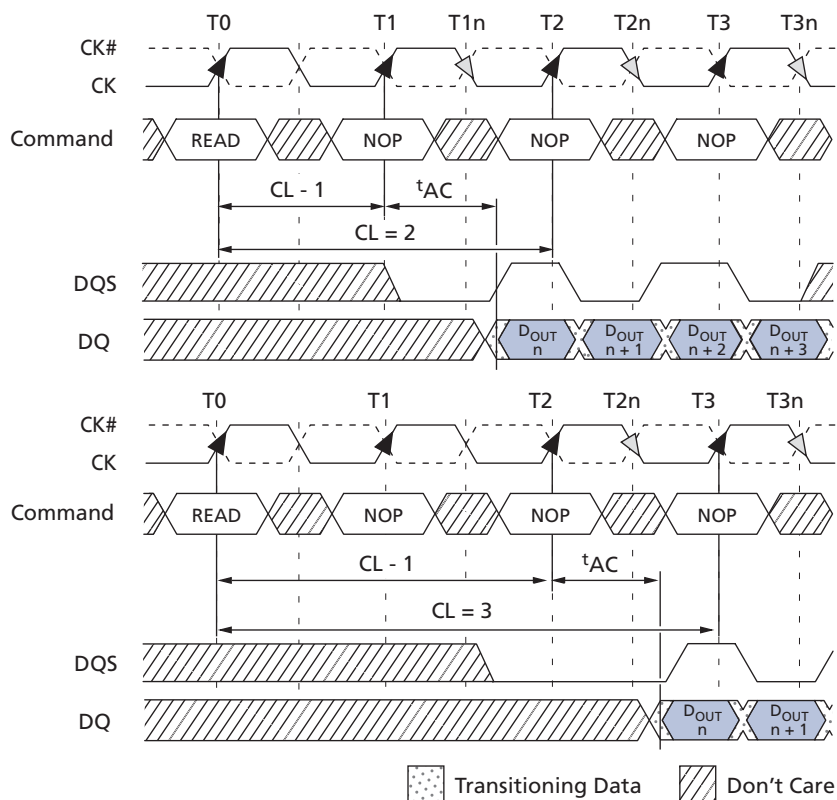 T0 T1 T1n T2 T2n T3 T3n
CK#
CK
Command READ NOP NOP NOP
CL - 1 tAC
CL = 2
DQS
DQ DOUT n DOUT n + 1 DOUT n + 2 DOUT n + 3
T0 T1 T2 T2n T3 T3n
CK#
CK
Command READ NOP NOP NOP
CL - 1 tAC
CL = 3
DQS
DQ DOUT n DOUT n + 1
Transitioning Data Don't Care